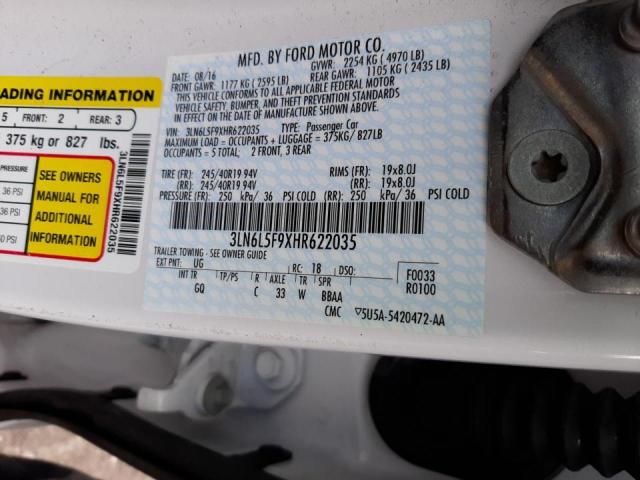 ADING INFORMATION
5 FRONT: 2 REAR: 3
375 kg or 827 lbs.
PRESSURE
36 PSI
36 PSI
60 PSI
SEE OWNERS
MANUAL FOR
ADDITIONAL
INFORMATION
3LN6L5F9XHR622035
MFD. BY FORD MOTOR CO.
DATE: 08/16 GVWR: 2254 KG ( 4970 LB)
FRONT GAWR: 1177 KG ( 2595 LB) REAR GAWR: 1105 KG ( 2435 LB)
THIS VEHICLE CONFORMS TO ALL APPLICABLE FEDERAL MOTOR
VEHICLE SAFETY, BUMPER, AND THEFT PREVENTION STANDARDS
IN EFFECT ON THE DATE OF MANUFACTURE SHOWN ABOVE.
VIN: 3LN6L5F9XHR622035 TYPE: Passenger Car
MAXIMUM LOAD = OCCUPANTS + LUGGAGE = 375KG/ 827LB
OCCUPANTS = 5 TOTAL; 2 FRONT, 3 REAR
TIRE (FR): 245/40R19 94V RIMS (FR): 19x8.0J
(RR): 245/40R19 94V (RR): 19x8.0J
PRESSURE (FR): 250 kPa/ 36 PSI COLD (RR): 250 kPa/ 36 PSI COLD
3LN6L5F9XHR622035
TRAILER TOWING - SEE OWNER GUIDE
EXT PNT: UG RC: 18 DSO: F0033
INT TR TP/PS R AXLE TR SPR R0100
GQ C 33 W BBAA
CMC ▽5U5A-5420472-AA